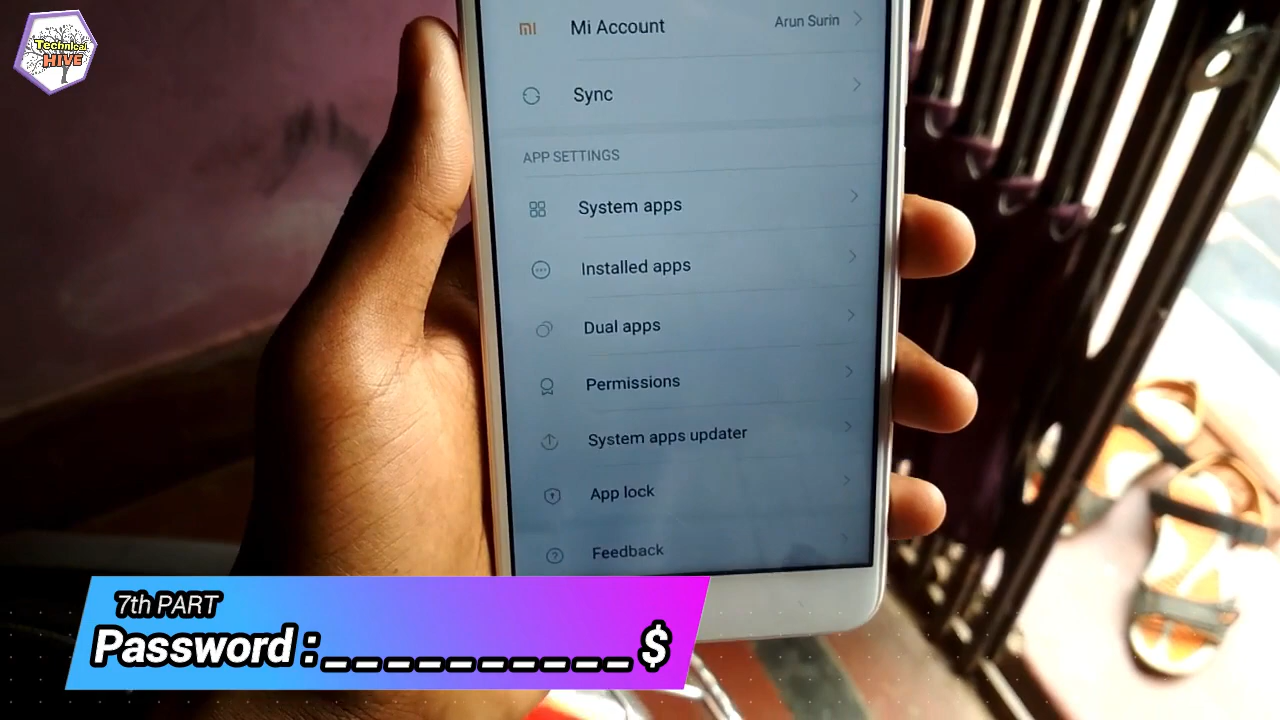 Technical
HIVE
Mi Account Arun Surin
Sync
APP SETTINGS
System apps
Installed apps
Dual apps
Permissions
System apps updater
App lock
Feedback
7th PART
Password : _ _ _ _ _ _ _ _ _ _ $